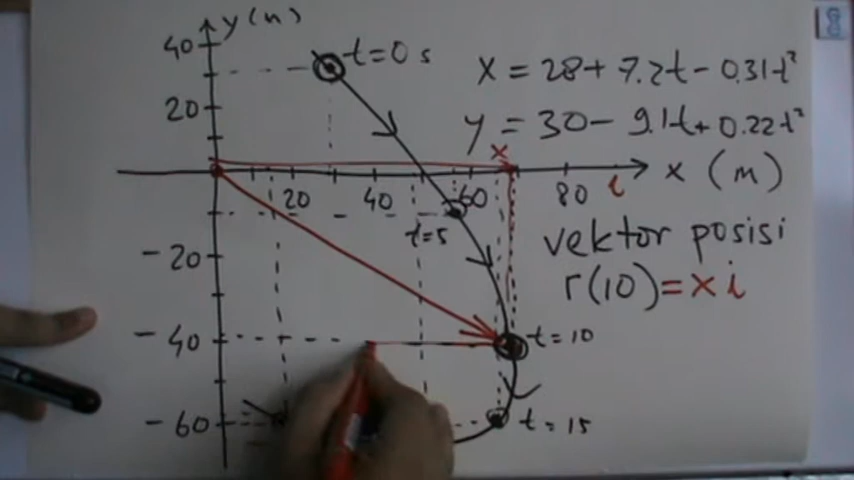 y (m)
40
20
-20
-40
-60
20
40
60
80
x (m)
x
i
t=0 s
t=5
t=10
t=15
x = 28 + 7.2t - 0.31t²
y = 30 - 9.1t + 0.22t²
vektor posisi
r(10) = x i